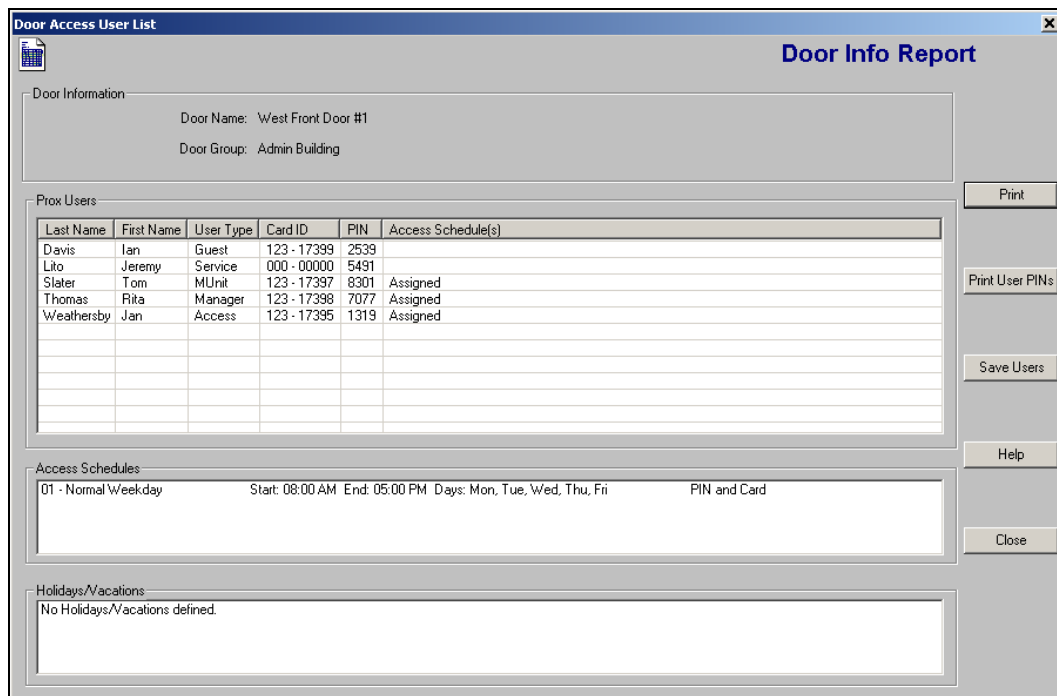 Door Access User List
Door Info Report
Door Information
Door Name: West Front Door #1
Door Group: Admin Building
Prox Users
Last Name First Name User Type Card ID PIN Access Schedule(s)
Davis Ian Guest 123 - 17399 2539
Lito Jeremy Service 000 - 00000 5491
Slater Tom MUnit 123 - 17397 8301 Assigned
Thomas Rita Manager 123 - 17398 7077 Assigned
Weathersby Jan Access 123 - 17395 1319 Assigned
Print
Print User PINs
Save Users
Help
Close
Access Schedules
01 - Normal Weekday Start: 08:00 AM End: 05:00 PM Days: Mon, Tue, Wed, Thu, Fri PIN and Card
Holidays/Vacations
No Holidays/Vacations defined.